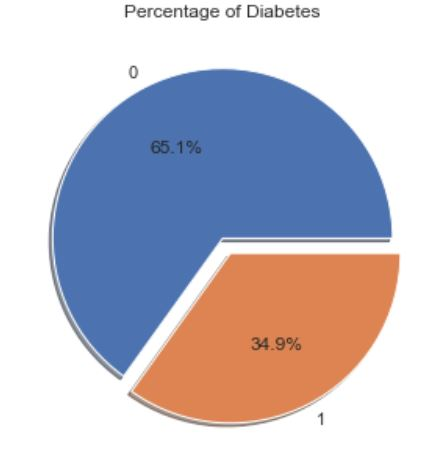 Percentage of Diabetes
0
65.1%
34.9%
1